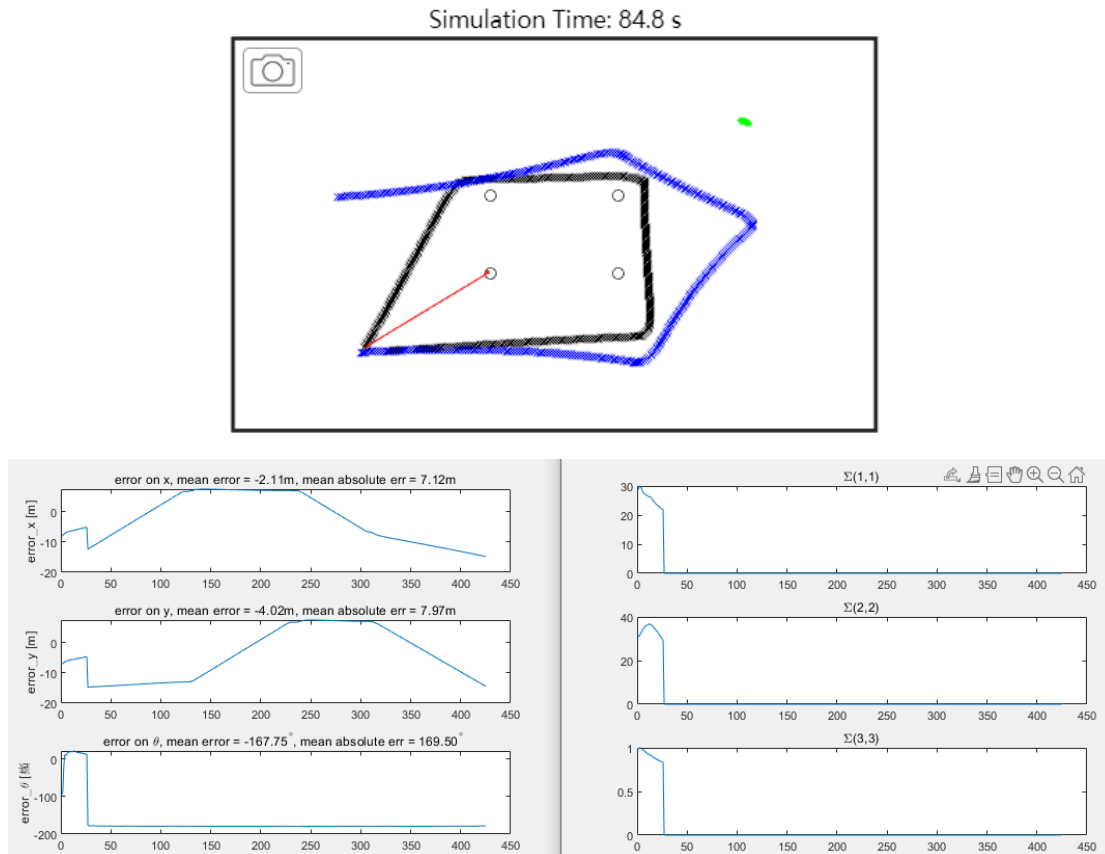 Simulation Time: 84.8 s
error on x, mean error = -2.11m, mean absolute err = 7.12m
error_x [m]
0
-10
-20
0 50 100 150 200 250 300 350 400 450
error on y, mean error = -4.02m, mean absolute err = 7.97m
error_y [m]
0
-10
-20
0 50 100 150 200 250 300 350 400 450
error on θ, mean error = -167.75°, mean absolute err = 169.50°
error_θ
0
-100
-200
0 50 100 150 200 250 300 350 400 450
Σ(1,1)
30
20
10
0
0 50 100 150 200 250 300 350 400 450
Σ(2,2)
40
20
0
0 50 100 150 200 250 300 350 400 450
Σ(3,3)
1
0.5
0
0 50 100 150 200 250 300 350 400 450